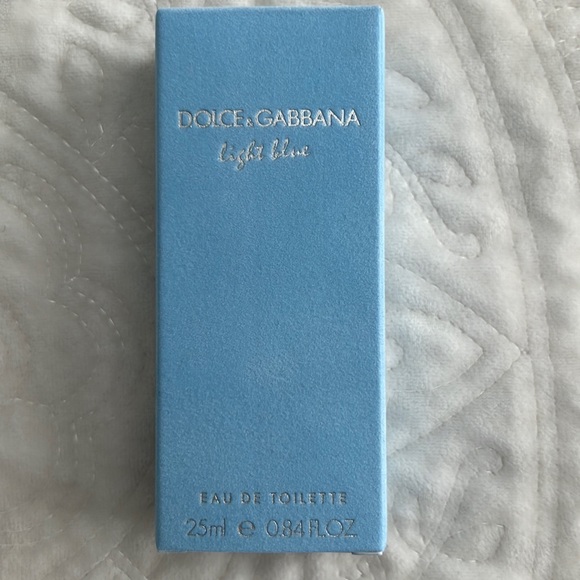 DOLCE&GABBANA
light blue
EAU DE TOILETTE
25ml ℮ 0.84 FL.OZ.